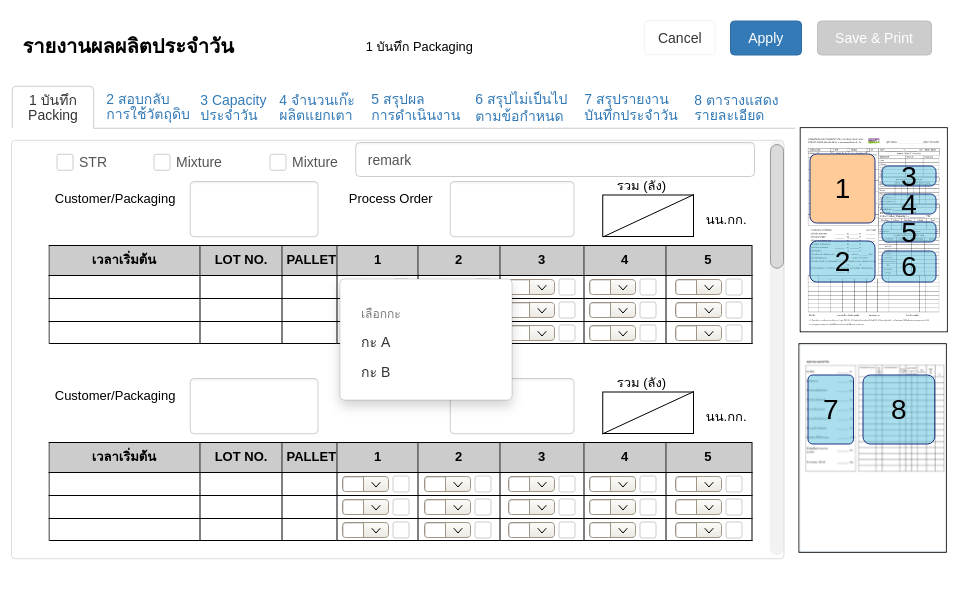 รายงานผลผลิตประจำวัน
1 บันทึก Packaging
Cancel
Apply
Save & Print
1 บันทึก
Packing
2 สอบกลับ
การใช้วัตถุดิบ
3 Capacity
ประจำวัน
4 จำนวนเก๊ะ
ผลิตแยกเตา
5 สรุปผล
การดำเนินงาน
6 สรุปไม่เป็นไป
ตามข้อกำหนด
7 สรุปรายงาน
บันทึกประจำวัน
8 ตารางแสดง
รายละเอียด
STR
Mixture
Mixture
remark
Customer/Packaging
Process Order
รวม (ลัง)
นน.กก.
เวลาเริ่มต้น LOT NO. PALLET 1 2 3 4 5
เลือกกะ
กะ A
กะ B
Customer/Packaging
รวม (ลัง)
นน.กก.
เวลาเริ่มต้น LOT NO. PALLET 1 2 3 4 5
1
2
3
4
5
6
7
8